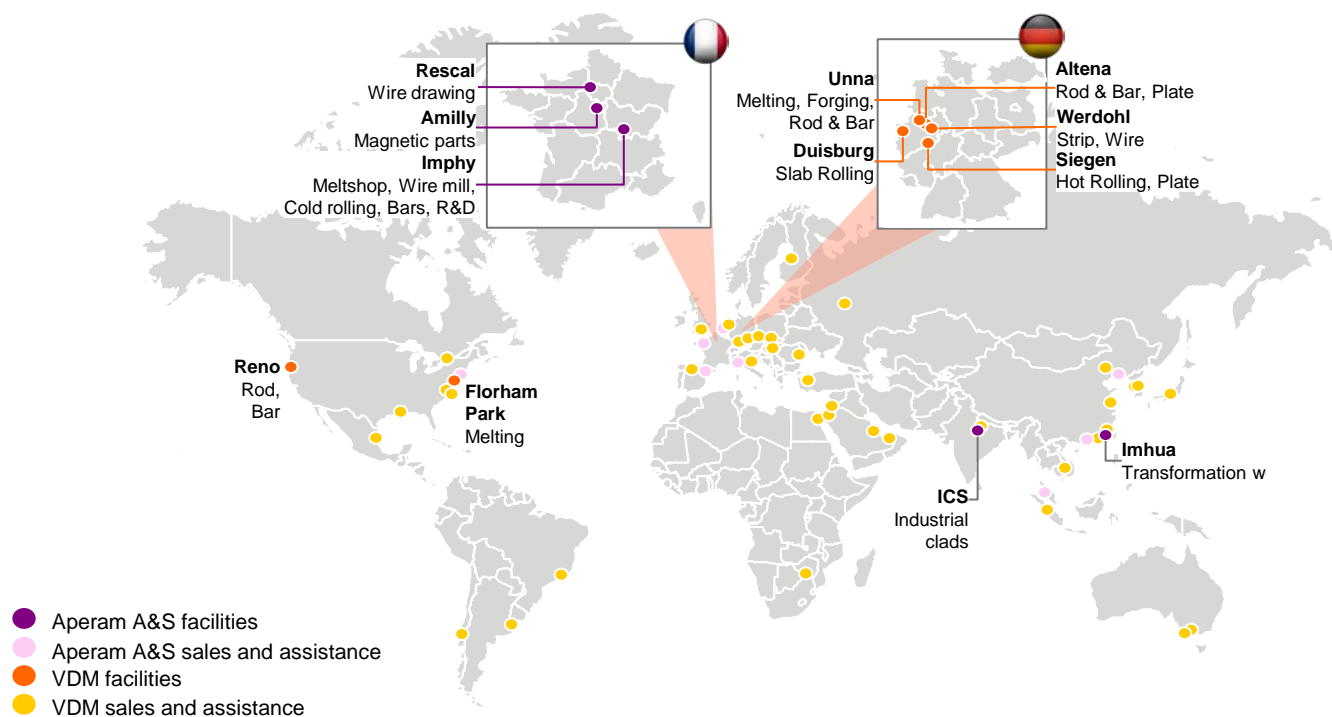 Rescal
Wire drawing
Amilly
Magnetic parts
Imphy
Meltshop, Wire mill,
Cold rolling, Bars, R&D
Unna
Melting, Forging,
Rod & Bar
Duisburg
Slab Rolling
Altena
Rod & Bar, Plate
Werdohl
Strip, Wire
Siegen
Hot Rolling, Plate
Reno
Rod,
Bar
Florham
Park
Melting
ICS
Industrial
clads
Imhua
Transformation w
Aperam A&S facilities
Aperam A&S sales and assistance
VDM facilities
VDM sales and assistance